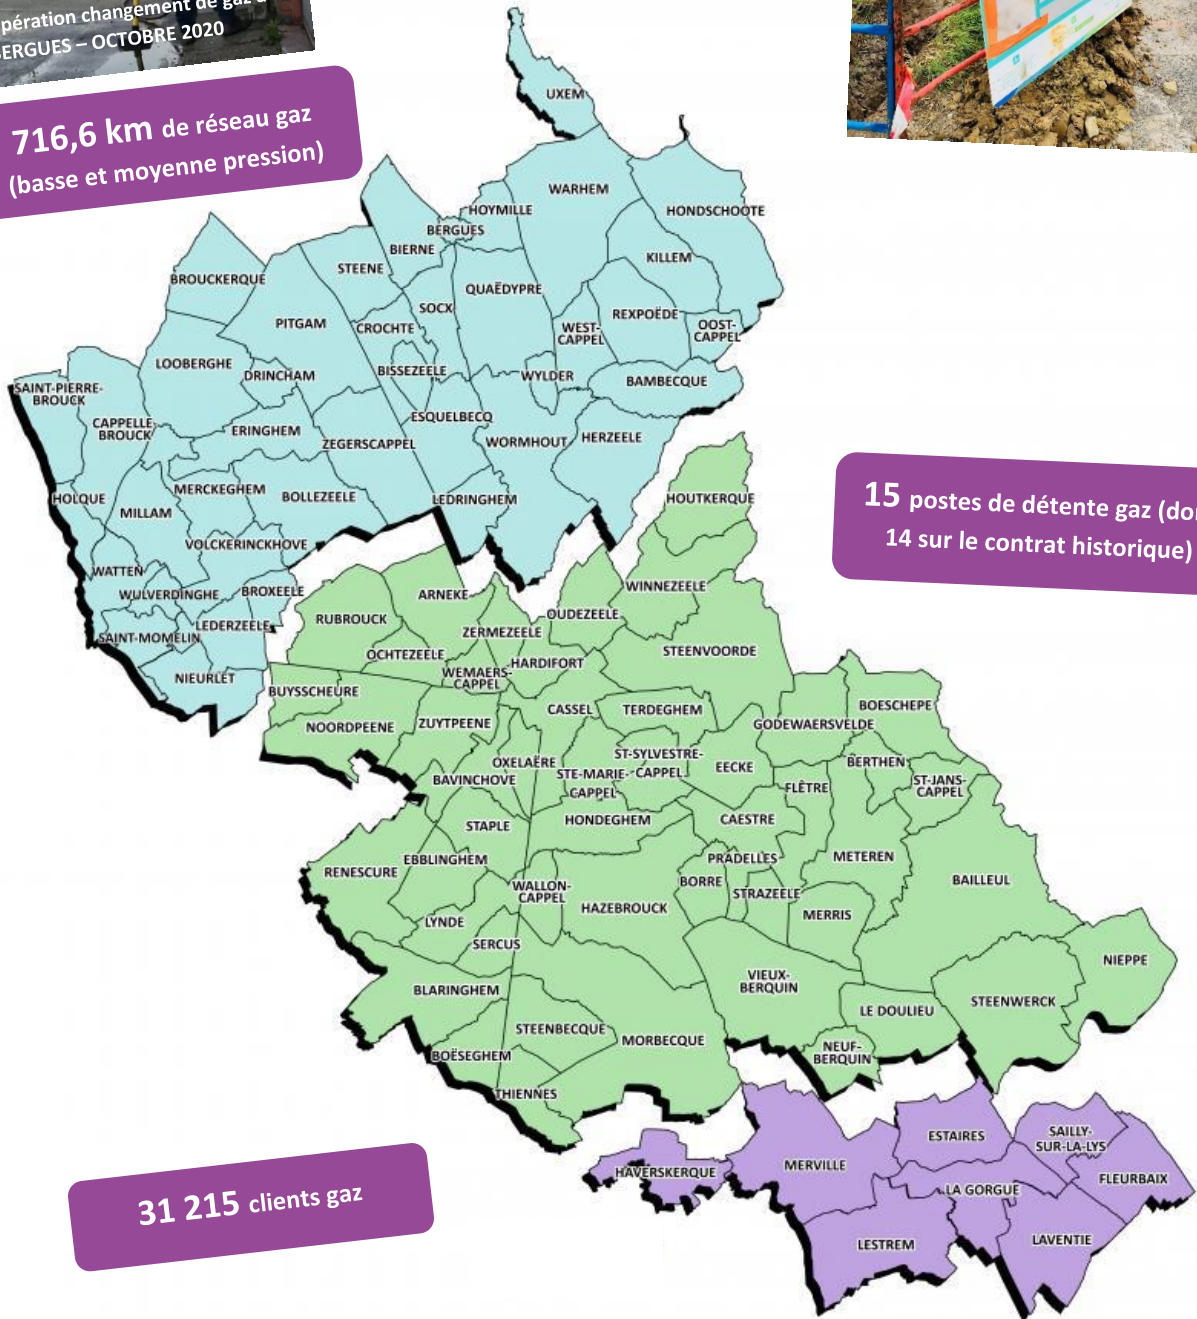 opération changement de gaz à
BERGUES – OCTOBRE 2020
716,6 km de réseau gaz
(basse et moyenne pression)
UXEM
WARHEM
HOYMILLE
HONDSCHOOTE
BERGUES
BIERNE
KILLEM
STEENE
BROUCKERQUE
QUAËDYPRE
SOCX
REXPOËDE
PITGAM
CROCHTE
WEST-
CAPPEL
OOST-
CAPPEL
LOOBERGHE
DRINCHAM
BISSEZEELE
WYLDER
BAMBECQUE
SAINT-PIERRE-
BROUCK
CAPPELLE
BROUCK
ERINGHEM
ESQUELBECQ
ZEGERSCAPPEL
WORMHOUT
HERZEELE
HOLQUE
MERCKEGHEM
BOLLEZEELE
LEDRINGHEM
MILLAM
VOLCKERINCKHOVE
WATTEN
WULVERDINGHE
BROXEELE
LEDERZEELE
SAINT-MOMELIN
NIEURLET
15 postes de détente gaz
14 sur le contrat historique)
HOUTKERQUE
WINNEZEELE
ARNEKE
OUDEZEELE
RUBROUCK
ZERMEZEELE
STEENVOORDE
OCHTEZEELE
HARDIFORT
WEMAERS-
CAPPEL
BUYSSCHEURE
NOORDPEENE
ZUYTPEENE
CASSEL
TERDEGHEM
BOESCHEPE
GODEWAERSVELDE
OXELAËRE
ST-SYLVESTRE-
CAPPEL
EECKE
BERTHEN
BAVINCHOVE
STE-MARIE-
CAPPEL
FLÊTRE
ST-JANS-
CAPPEL
STAPLE
HONDEGHEM
CAESTRE
RENESCURE
EBBLINGHEM
PRADELLES
METEREN
BAILLEUL
WALLON-
CAPPEL
BORRE
STRAZEELE
HAZEBROUCK
MERRIS
LYNDE
SERCUS
NIEPPE
BLARINGHEM
VIEUX-
BERQUIN
STEENWERCK
LE DOULIEU
STEENBECQUE
MORBECQUE
NEUF-
BERQUIN
BOËSEGHEM
THIENNES
ESTAIRES
SAILLY-
SUR-LA-LYS
HAVERSKERQUE
MERVILLE
FLEURBAIX
LA GORGUE
LESTREM
LAVENTIE
31 215 clients gaz